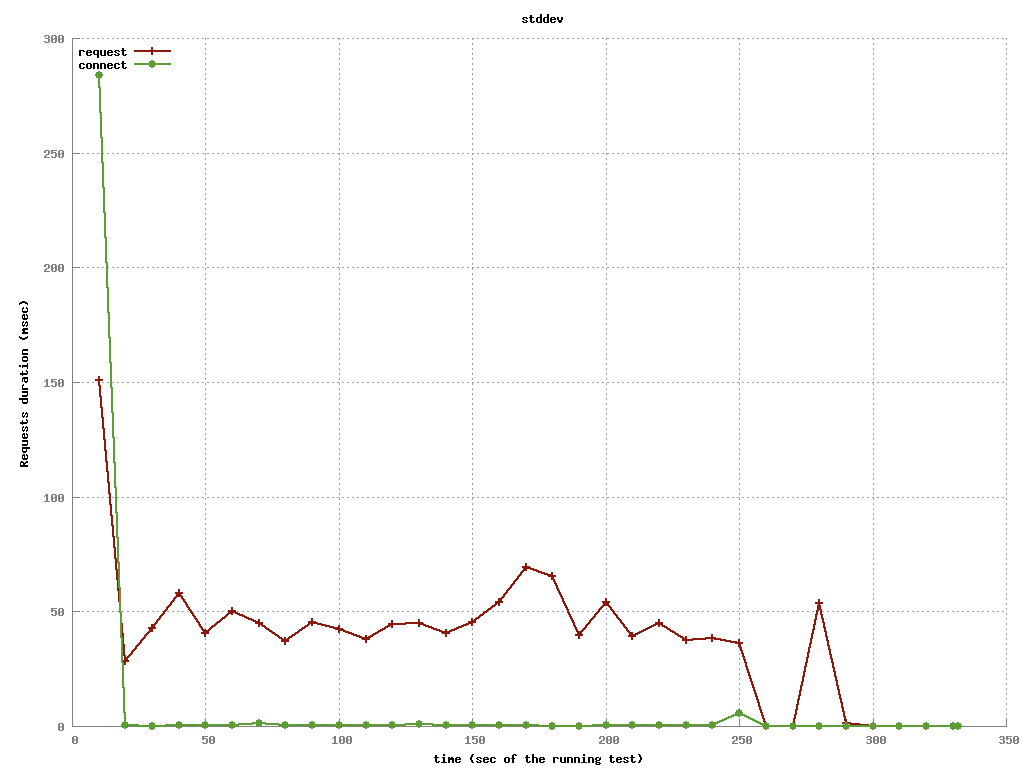 stddev
300
request
connect
250
200
150
100
50
0
Requests duration (msec)
0 50 100 150 200 250 300 350
time (sec of the running test)